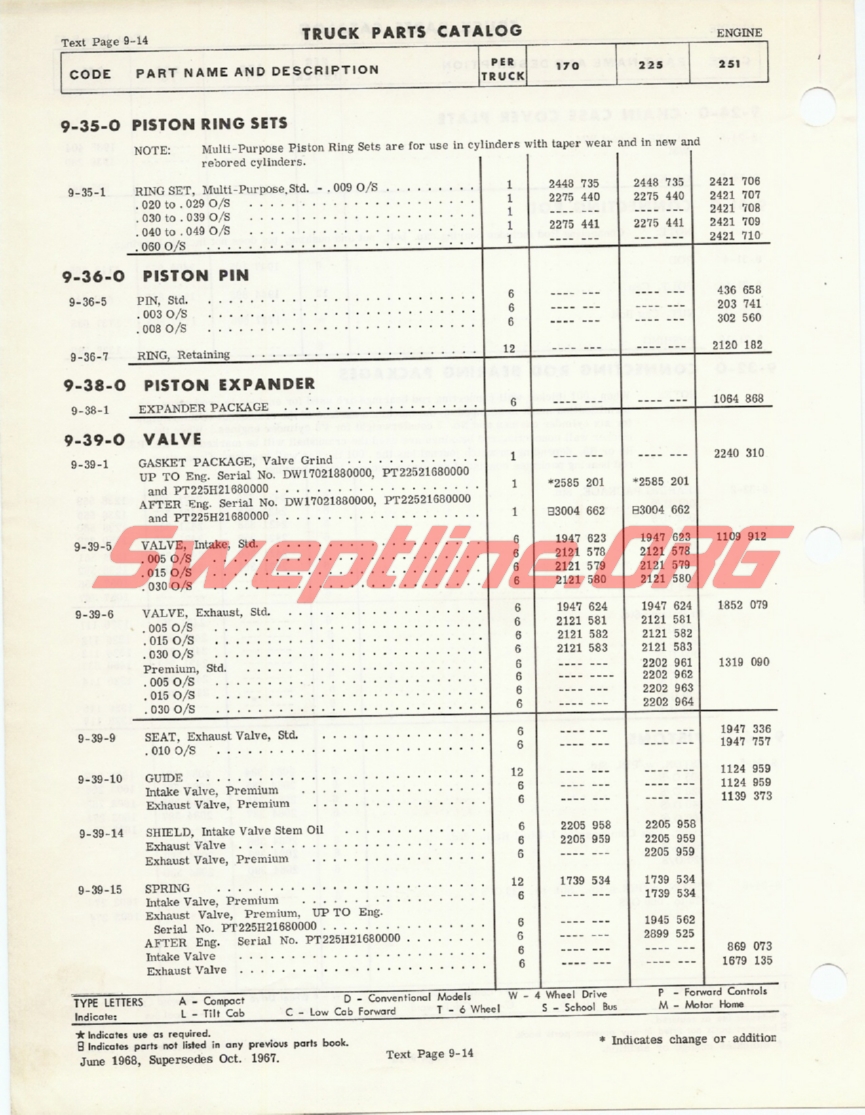 Text Page 9-14
TRUCK PARTS CATALOG
ENGINE
CODE PART NAME AND DESCRIPTION PER TRUCK 170 225 251
9-35-0 PISTON RING SETS
NOTE: Multi-Purpose Piston Ring Sets are for use in cylinders with taper wear and in new and
rebored cylinders.
9-35-1 RING SET, Multi-Purpose, Std. - .009 O/S . . . . . . . . . 1 2448 735 2448 735 2421 706
.020 to .029 O/S . . . . . . . . . 1 2275 440 2275 440 2421 707
.030 to .039 O/S . . . . . . . . . 1 ---- --- ---- --- 2421 708
.040 to .049 O/S . . . . . . . . . 1 2275 441 2275 441 2421 709
.060 O/S . . . . . . . . . 1 ---- --- ---- --- 2421 710
9-36-0 PISTON PIN
9-36-5 PIN, Std. . . . . . . . . . 6 ---- --- ---- --- 436 658
.003 O/S . . . . . . . . . 6 ---- --- ---- --- 203 741
.008 O/S . . . . . . . . . 6 ---- --- ---- --- 302 560
9-36-7 RING, Retaining . . . . . . . . . 12 ---- --- ---- --- 2120 182
9-38-0 PISTON EXPANDER
9-38-1 EXPANDER PACKAGE . . . . . . . . . 6 ---- --- ---- --- 1064 868
9-39-0 VALVE
9-39-1 GASKET PACKAGE, Valve Grind . . . . . . . . . 1 ---- --- ---- --- 2240 310
UP TO Eng. Serial No. DW17021880000, PT22521680000
and PT225H21680000 . . . . . . . . . 1 *2585 201 *2585 201
AFTER Eng. Serial No. DW17021880000, PT22521680000
and PT225H21680000 . . . . . . . . . 1 ⊟3004 662 ⊟3004 662
9-39-5 VALVE, Intake, Std. . . . . . . . . . 6 1947 623 1947 623 1109 912
.005 O/S . . . . . . . . . 6 2121 578 2121 578
.015 O/S . . . . . . . . . 6 2121 579 2121 579
.030 O/S . . . . . . . . . 6 2121 580 2121 580
Sweptline.ORG
9-39-6 VALVE, Exhaust, Std. . . . . . . . . . 6 1947 624 1947 624 1852 079
.005 O/S . . . . . . . . . 6 2121 581 2121 581
.015 O/S . . . . . . . . . 6 2121 582 2121 582
.030 O/S . . . . . . . . . 6 2121 583 2121 583
Premium, Std. . . . . . . . . . 6 ---- --- 2202 961 1319 090
.005 O/S . . . . . . . . . 6 ---- ---- 2202 962
.015 O/S . . . . . . . . . 6 ---- --- 2202 963
.030 O/S . . . . . . . . . 6 ---- --- 2202 964
9-39-9 SEAT, Exhaust Valve, Std. . . . . . . . . . 6 ---- --- ---- --- 1947 336
.010 O/S . . . . . . . . . 6 ---- --- ---- --- 1947 757
9-39-10 GUIDE . . . . . . . . . 12 ---- --- ---- --- 1124 959
Intake Valve, Premium . . . . . . . . . 6 ---- --- ---- --- 1124 959
Exhaust Valve, Premium . . . . . . . . . 6 ---- --- ---- --- 1139 373
9-39-14 SHIELD, Intake Valve Stem Oil . . . . . . . . . 6 2205 958 2205 958
Exhaust Valve . . . . . . . . . 6 2205 959 2205 959
Exhaust Valve, Premium . . . . . . . . . 6 ---- --- 2205 959
9-39-15 SPRING . . . . . . . . . 12 1739 534 1739 534
Intake Valve, Premium . . . . . . . . . 6 ---- --- 1739 534
Exhaust Valve, Premium, UP TO Eng.
Serial No. PT225H21680000 . . . . . . . . . 6 ---- --- 1945 562
AFTER Eng. Serial No. PT225H21680000 . . . . . . . . 6 ---- --- 2899 525
Intake Valve . . . . . . . . . 6 ---- --- ---- --- 869 073
Exhaust Valve . . . . . . . . . 6 ---- --- ---- --- 1679 135
TYPE LETTERS A - Compact D - Conventional Models W - 4 Wheel Drive P - Forward Controls
Indicate: L - Tilt Cab C - Low Cab Forward T - 6 Wheel S - School Bus M - Motor Home
★ Indicates use as required.
⊟ Indicates parts not listed in any previous parts book.
* Indicates change or addition
June 1968, Supersedes Oct. 1967.
Text Page 9-14